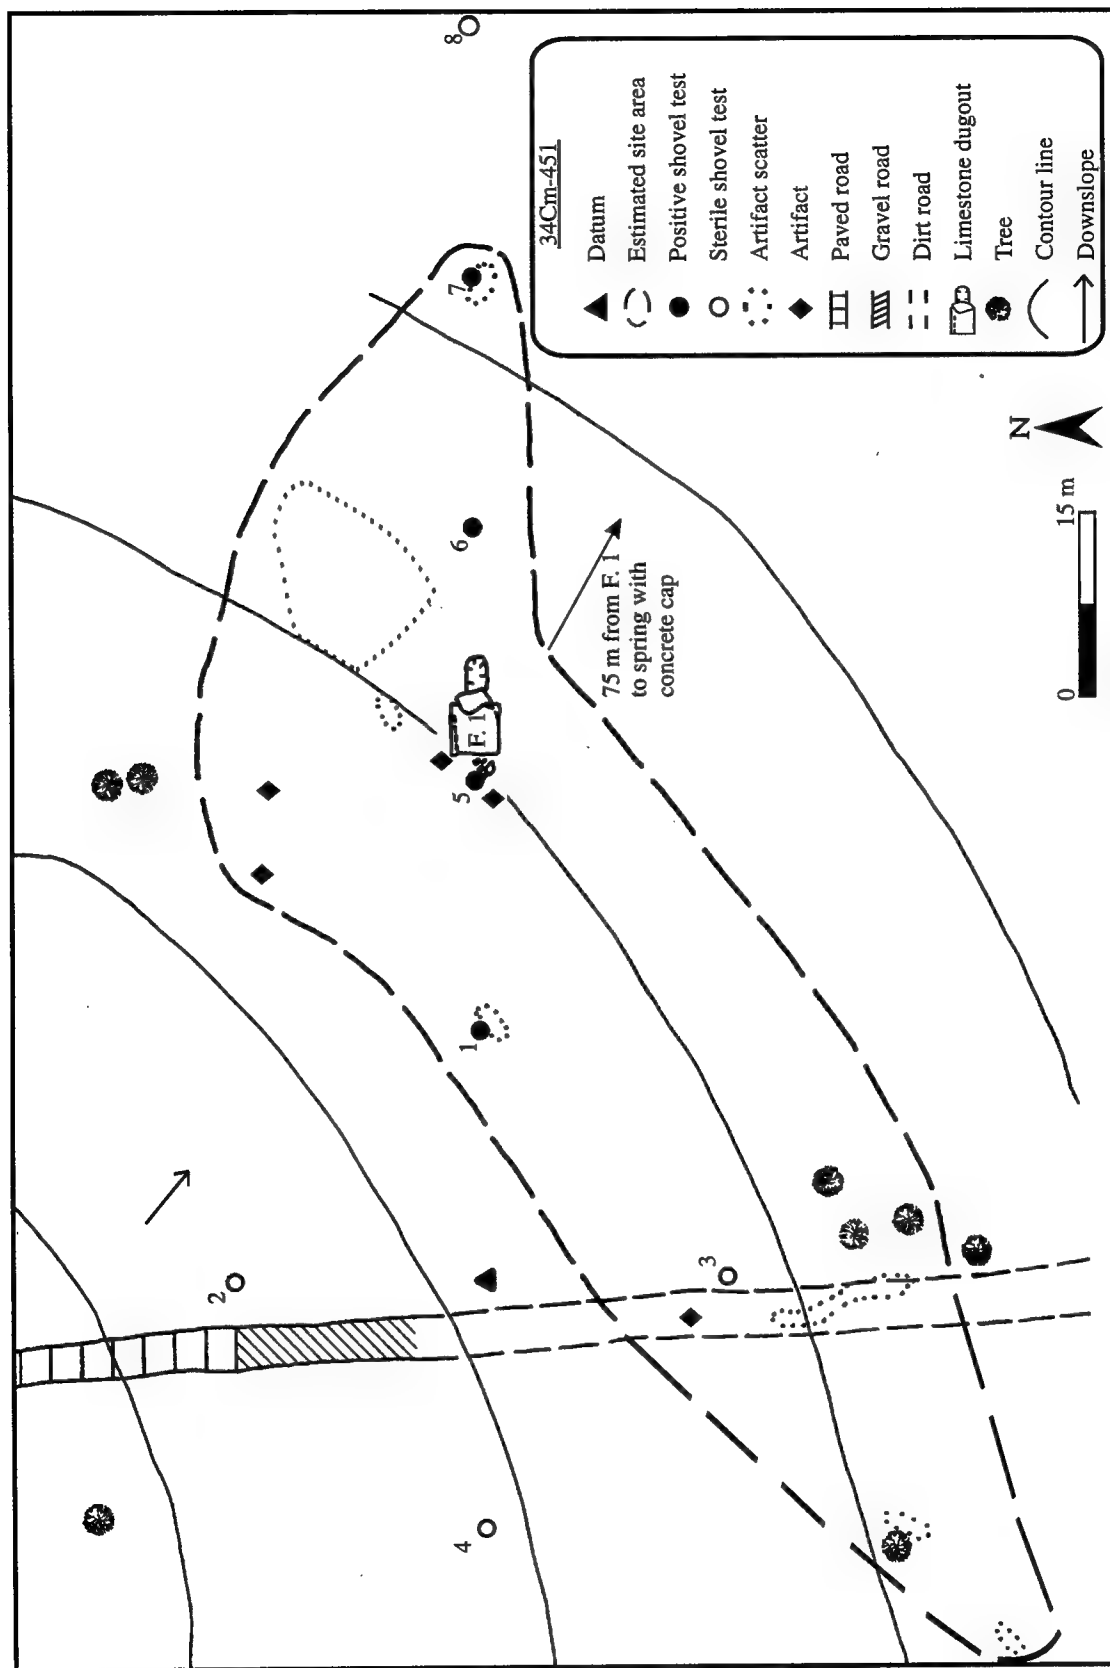 8
7
6
5
F. 1
1
2
3
4
75 m from F. 1
to spring with
concrete cap
0
15 m
N
34Cm-451
Datum
Estimated site area
Positive shovel test
Sterile shovel test
Artifact scatter
Artifact
Paved road
Gravel road
Dirt road
Limestone dugout
Tree
Contour line
Downslope